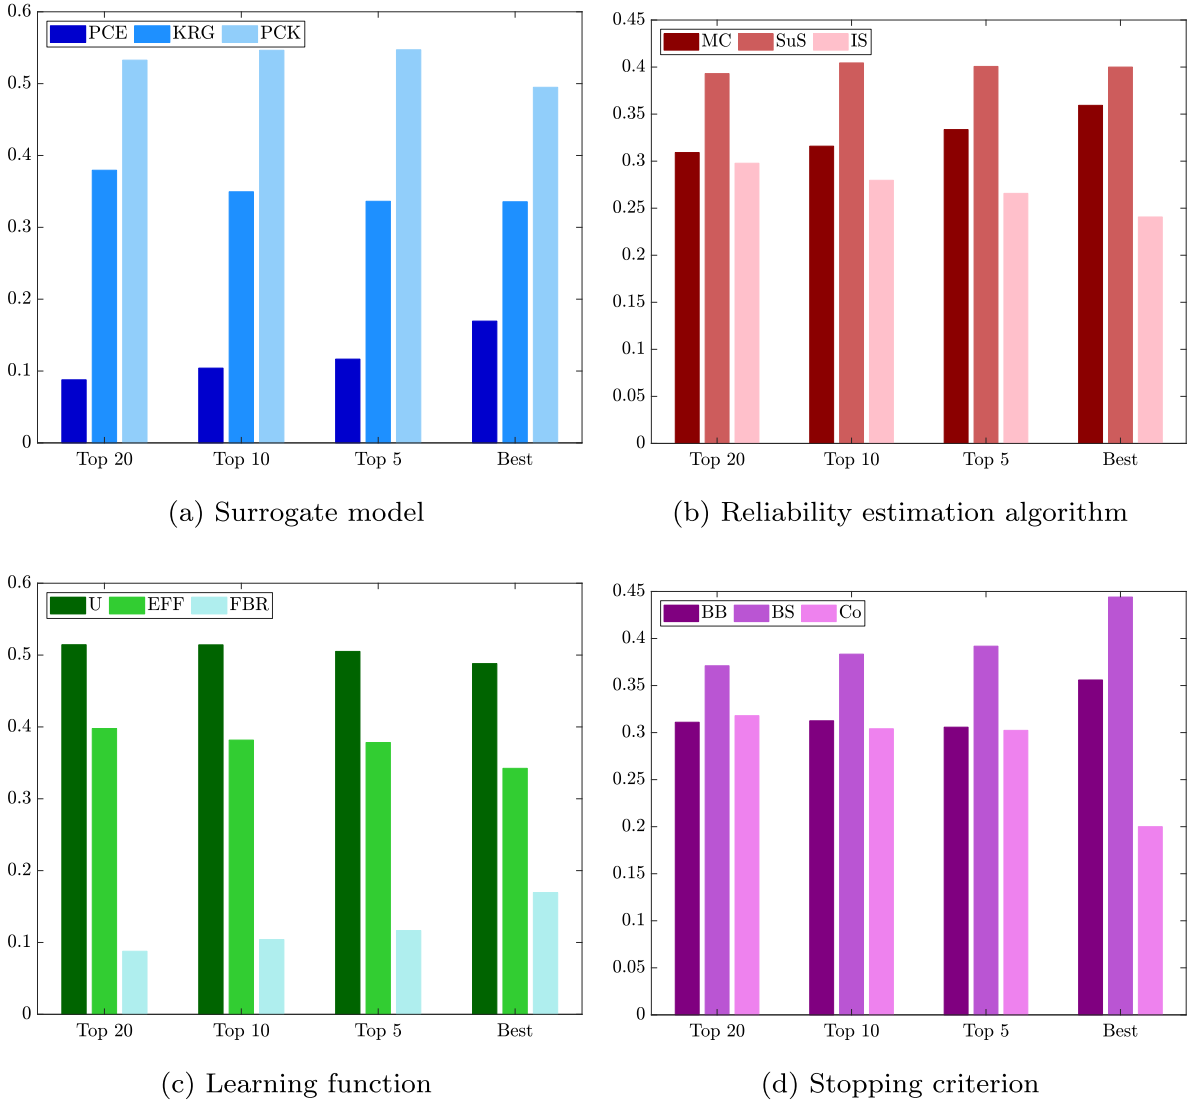 PCE KRG PCK
0.6
0.5
0.4
0.3
0.2
0.1
0
Top 20 Top 10 Top 5 Best
(a) Surrogate model
MC SuS IS
0.45
0.4
0.35
0.3
0.25
0.2
0.15
0.1
0.05
0
Top 20 Top 10 Top 5 Best
(b) Reliability estimation algorithm
U EFF FBR
0.6
0.5
0.4
0.3
0.2
0.1
0
Top 20 Top 10 Top 5 Best
(c) Learning function
BB BS Co
0.45
0.4
0.35
0.3
0.25
0.2
0.15
0.1
0.05
0
Top 20 Top 10 Top 5 Best
(d) Stopping criterion